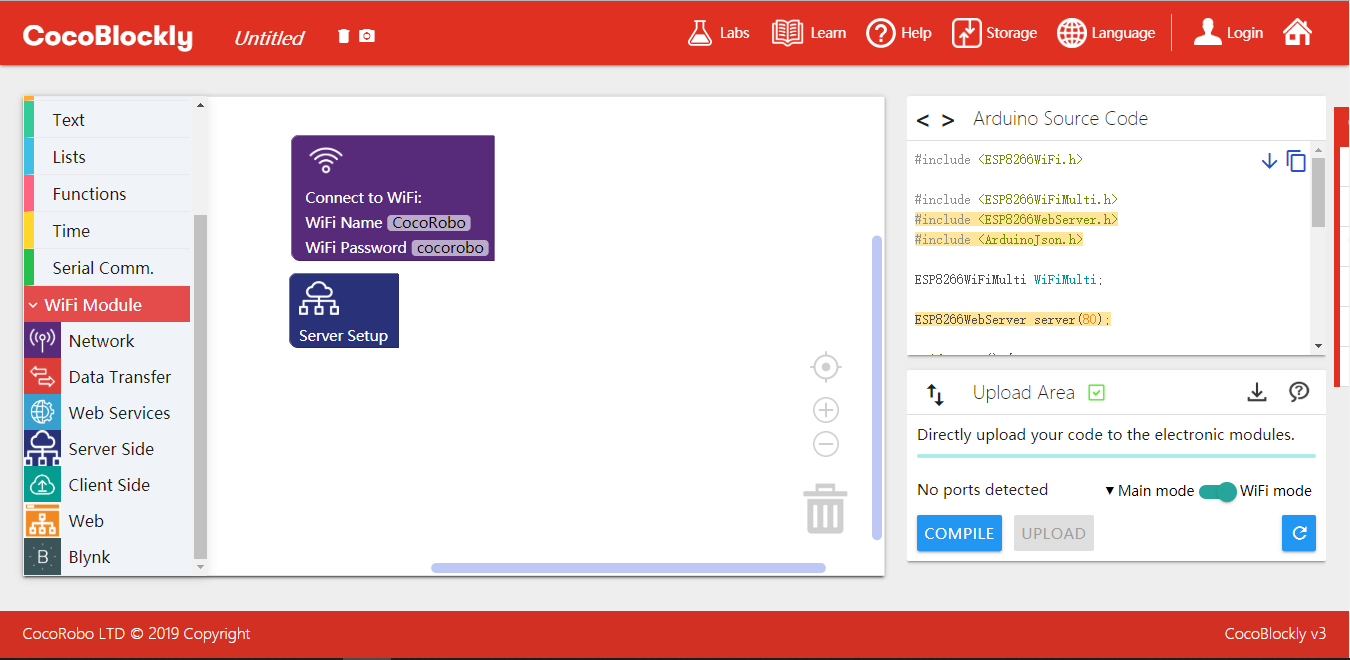 CocoBlockly
Untitled
Labs
Learn
Help
Storage
Language
Login
Text
Lists
Functions
Time
Serial Comm.
WiFi Module
Network
Data Transfer
Web Services
Server Side
Client Side
Web
B Blynk
Connect to WiFi:
WiFi Name CocoRobo
WiFi Password cocorobo
Server Setup
< > Arduino Source Code
#include <ESP8266WiFi.h>
#include <ESP8266WiFiMulti.h>
#include <ESP8266WebServer.h>
#include <ArduinoJson.h>
ESP8266WiFiMulti WiFiMulti;
ESP8266WebServer server(80);
Upload Area
Directly upload your code to the electronic modules.
No ports detected
▾ Main mode
WiFi mode
COMPILE
UPLOAD
CocoRobo LTD © 2019 Copyright
CocoBlockly v3